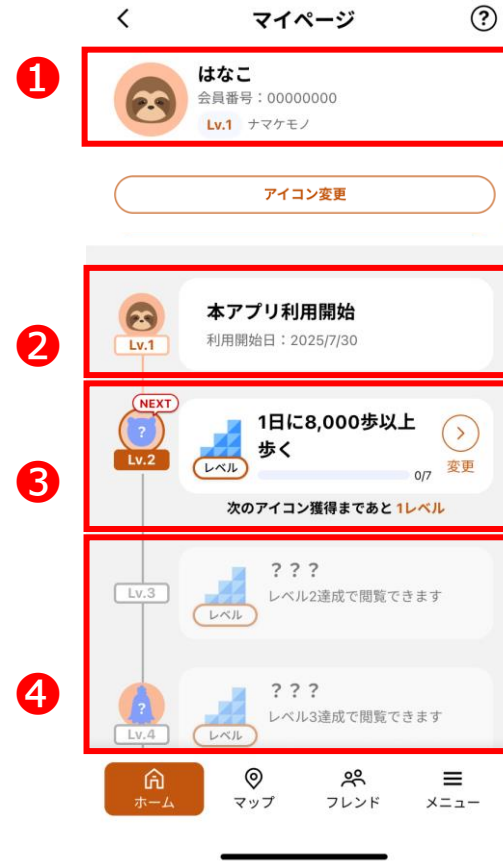 マイページ
?
1
はなこ
会員番号：00000000
Lv.1 ナマケモノ
アイコン変更
2
本アプリ利用開始
利用開始日：2025/7/30
Lv.1
3
NEXT
?
Lv.2
1日に8,000歩以上
歩く
レベル
0/7
変更
次のアイコン獲得まであと1レベル
4
？？？
Lv.3
レベル2達成で閲覧できます
レベル
？？？
?
レベル3達成で閲覧できます
Lv.4
レベル
ホーム マップ フレンド メニュー